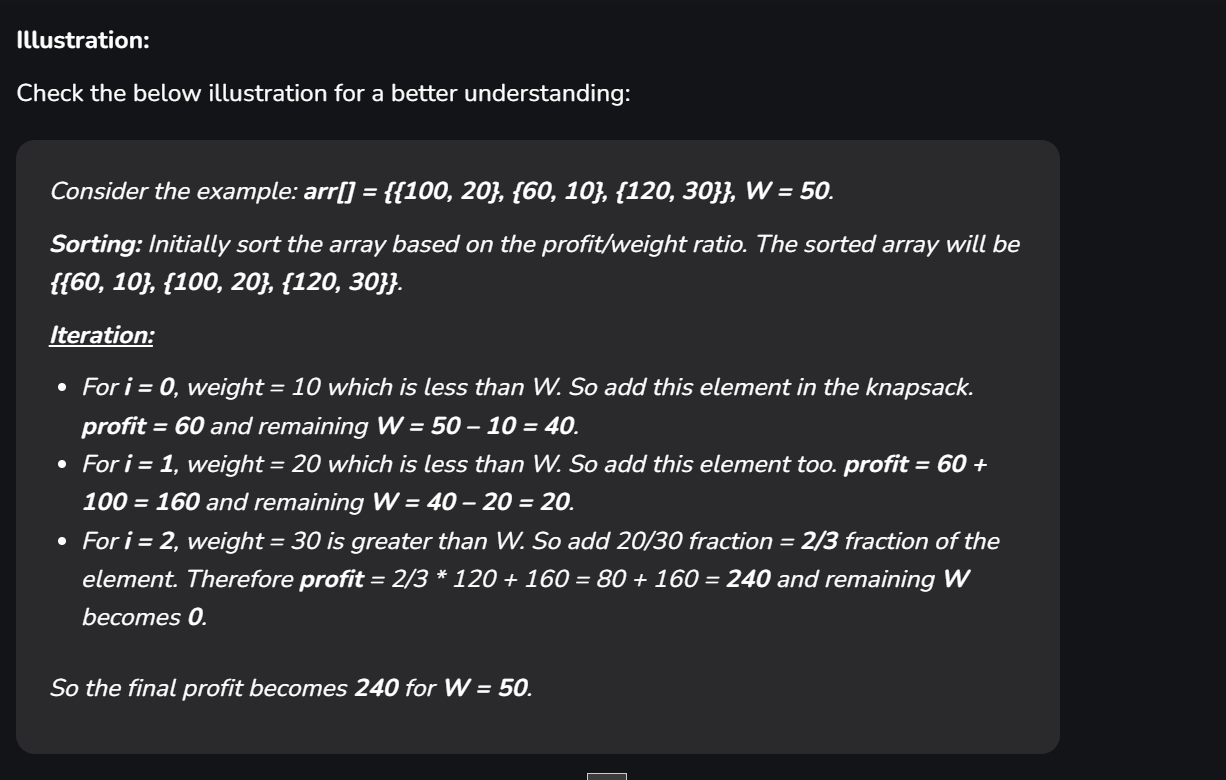 Illustration:
Check the below illustration for a better understanding:
Consider the example: arr[] = {{100, 20}, {60, 10}, {120, 30}}, W = 50.
Sorting: Initially sort the array based on the profit/weight ratio. The sorted array will be
{{60, 10}, {100, 20}, {120, 30}}.
Iteration:
• For i = 0, weight = 10 which is less than W. So add this element in the knapsack.
profit = 60 and remaining W = 50 – 10 = 40.
• For i = 1, weight = 20 which is less than W. So add this element too. profit = 60 +
100 = 160 and remaining W = 40 – 20 = 20.
• For i = 2, weight = 30 is greater than W. So add 20/30 fraction = 2/3 fraction of the
element. Therefore profit = 2/3 * 120 + 160 = 80 + 160 = 240 and remaining W
becomes 0.
So the final profit becomes 240 for W = 50.